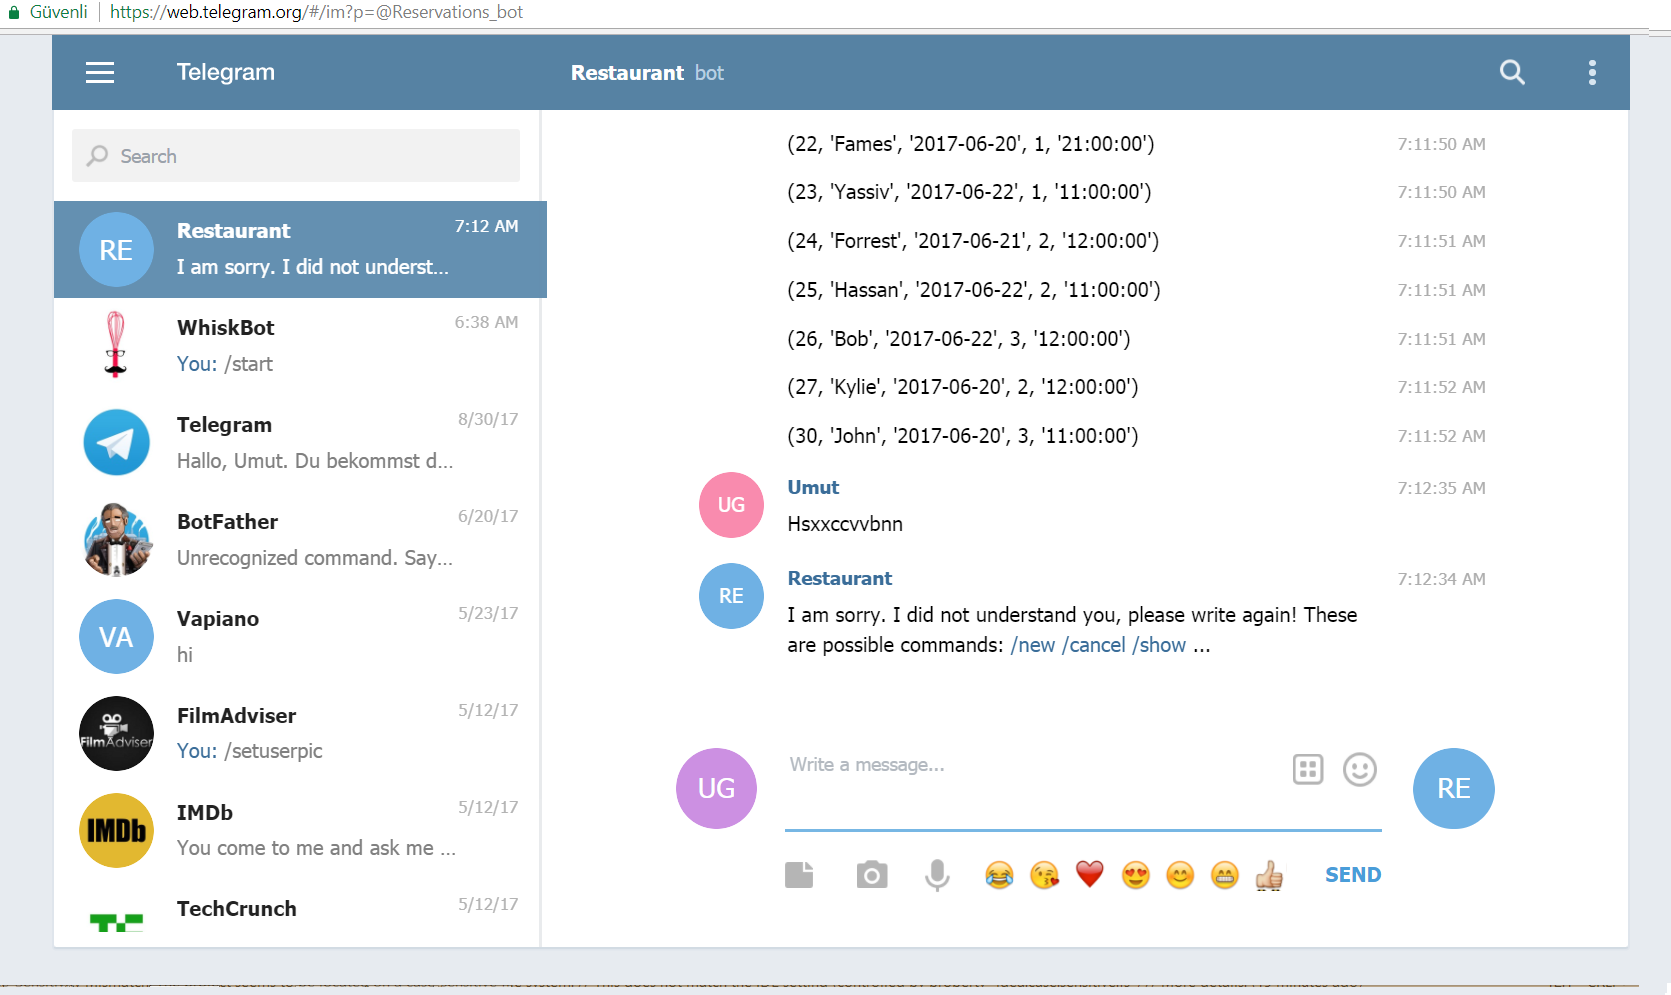 Güvenli https://web.telegram.org/#/im?p=@Reservations_bot
Telegram
Restaurant bot
Search
RE
Restaurant 7:12 AM
I am sorry. I did not underst...
WhiskBot 6:38 AM
You: /start
Telegram 8/30/17
Hallo, Umut. Du bekommst d...
BotFather 6/20/17
Unrecognized command. Say...
VA
Vapiano 5/23/17
hi
FilmAdviser
FilmAdviser 5/12/17
You: /setuserpic
IMDb
IMDb 5/12/17
You come to me and ask me ...
TechCrunch 5/12/17
(22, 'Fames', '2017-06-20', 1, '21:00:00') 7:11:50 AM
(23, 'Yassiv', '2017-06-22', 1, '11:00:00') 7:11:50 AM
(24, 'Forrest', '2017-06-21', 2, '12:00:00') 7:11:51 AM
(25, 'Hassan', '2017-06-22', 2, '11:00:00') 7:11:51 AM
(26, 'Bob', '2017-06-22', 3, '12:00:00') 7:11:51 AM
(27, 'Kylie', '2017-06-20', 2, '12:00:00') 7:11:52 AM
(30, 'John', '2017-06-20', 3, '11:00:00') 7:11:52 AM
UG
Umut 7:12:35 AM
Hsxxccvvbnn
RE
Restaurant 7:12:34 AM
I am sorry. I did not understand you, please write again! These
are possible commands: /new /cancel /show ...
UG
Write a message...
RE
SEND